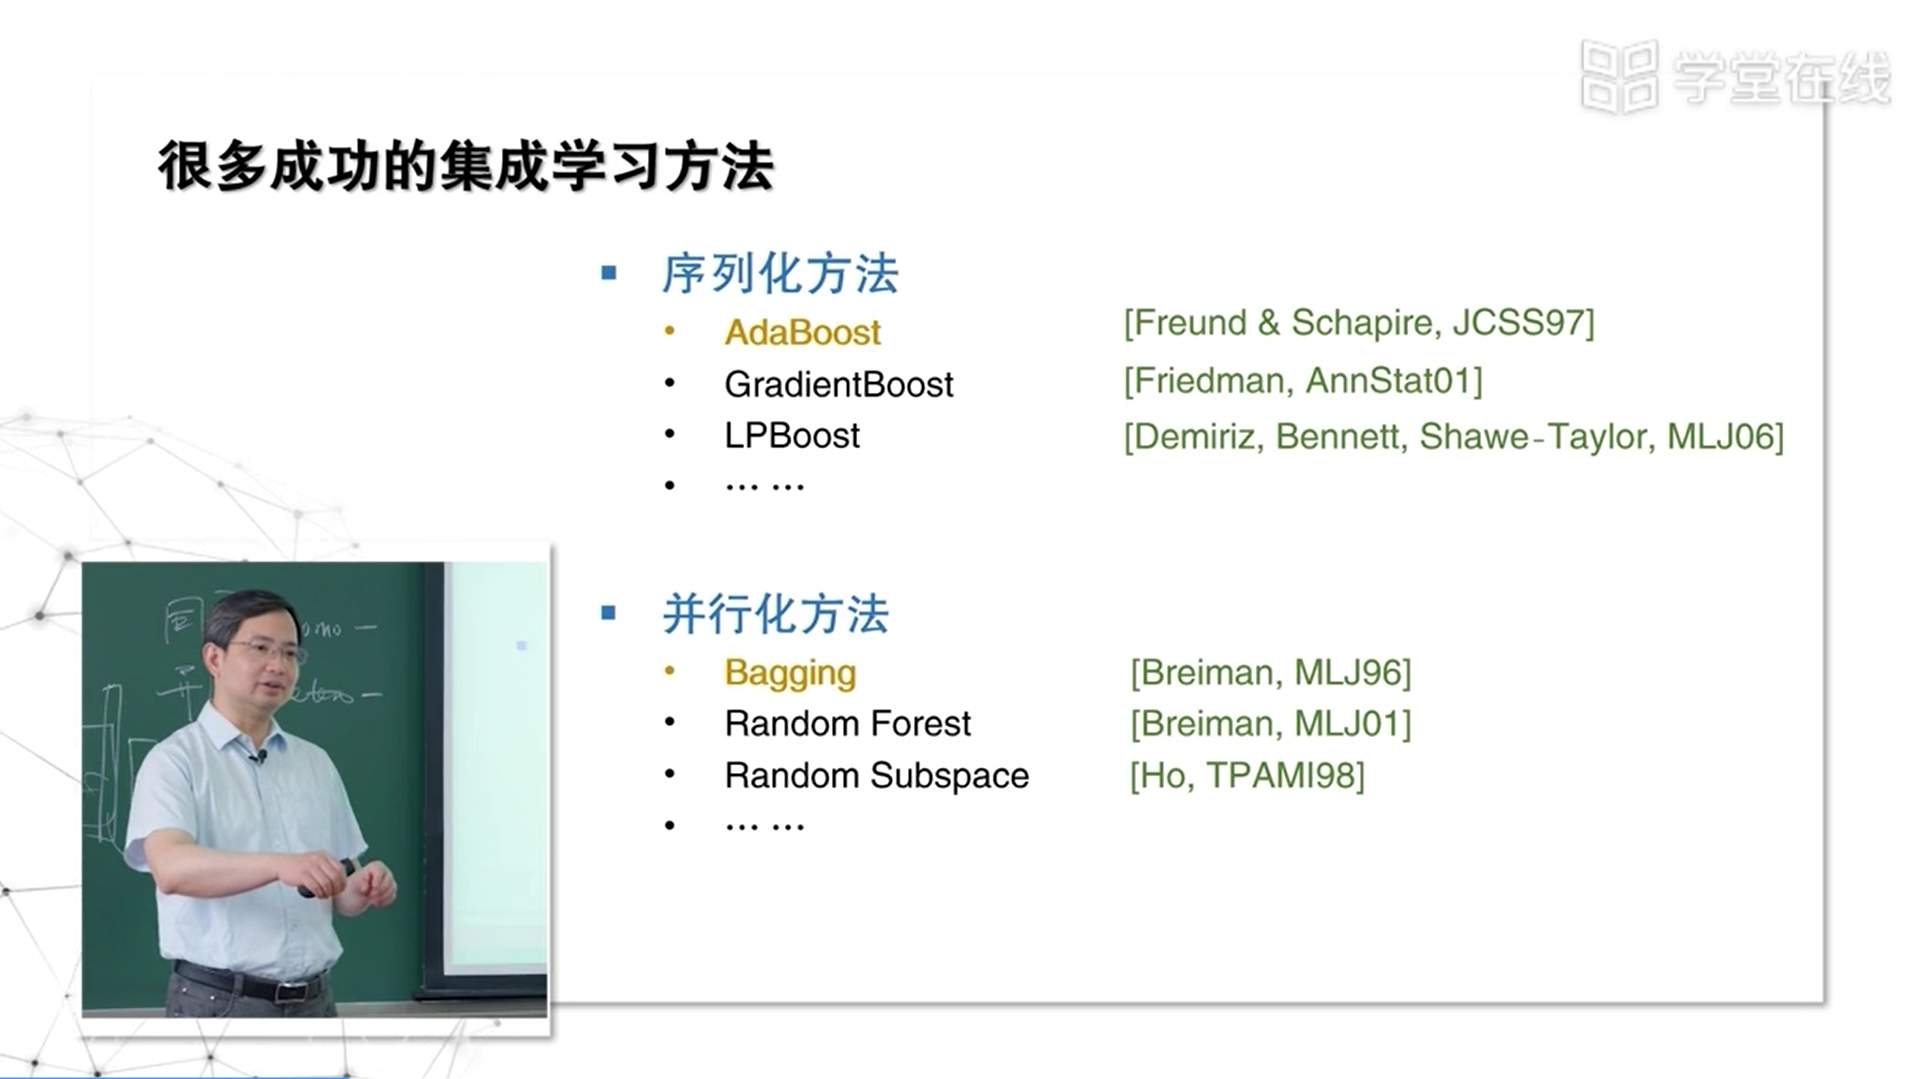 学堂在线
很多成功的集成学习方法
▪ 序列化方法
• AdaBoost [Freund & Schapire, JCSS97]
• GradientBoost [Friedman, AnnStat01]
• LPBoost [Demiriz, Bennett, Shawe-Taylor, MLJ06]
• … …
▪ 并行化方法
• Bagging [Breiman, MLJ96]
• Random Forest [Breiman, MLJ01]
• Random Subspace [Ho, TPAMI98]
• … …